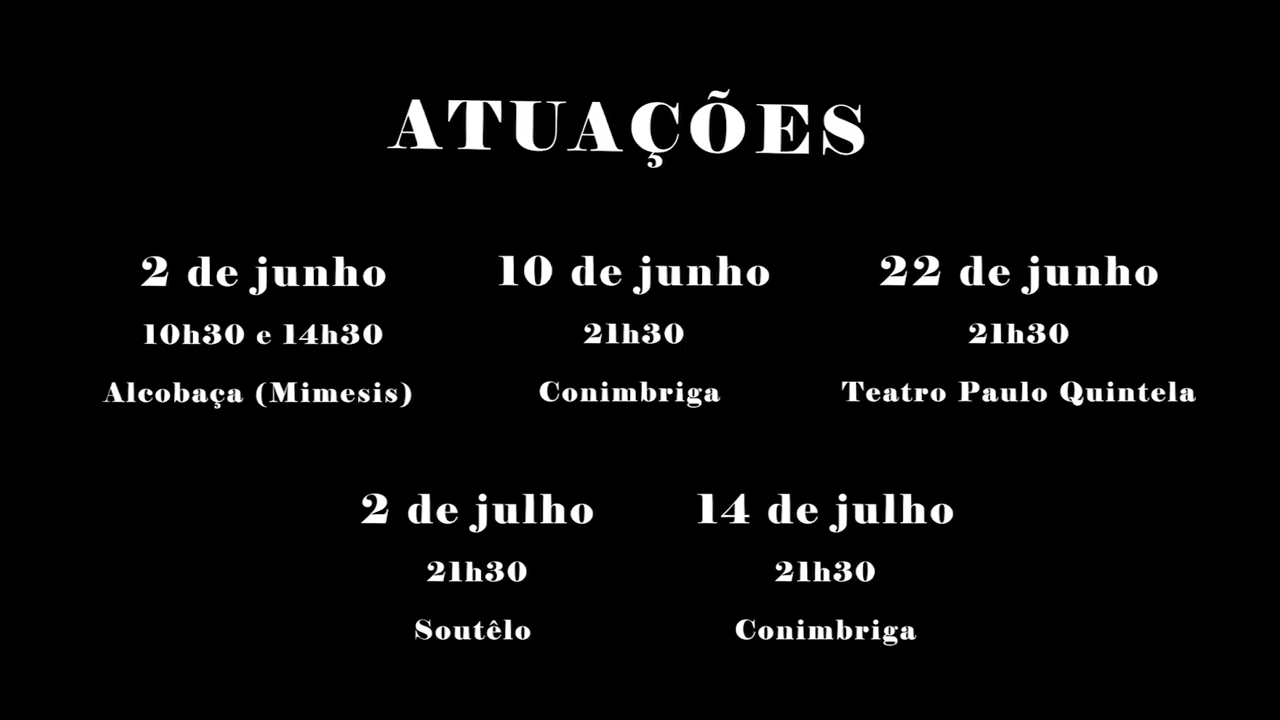 ATUAÇÕES
2 de junho
10h30 e 14h30
Alcobaça (Mimesis)
10 de junho
21h30
Conimbriga
22 de junho
21h30
Teatro Paulo Quintela
2 de julho
21h30
Soutêlo
14 de julho
21h30
Conimbriga